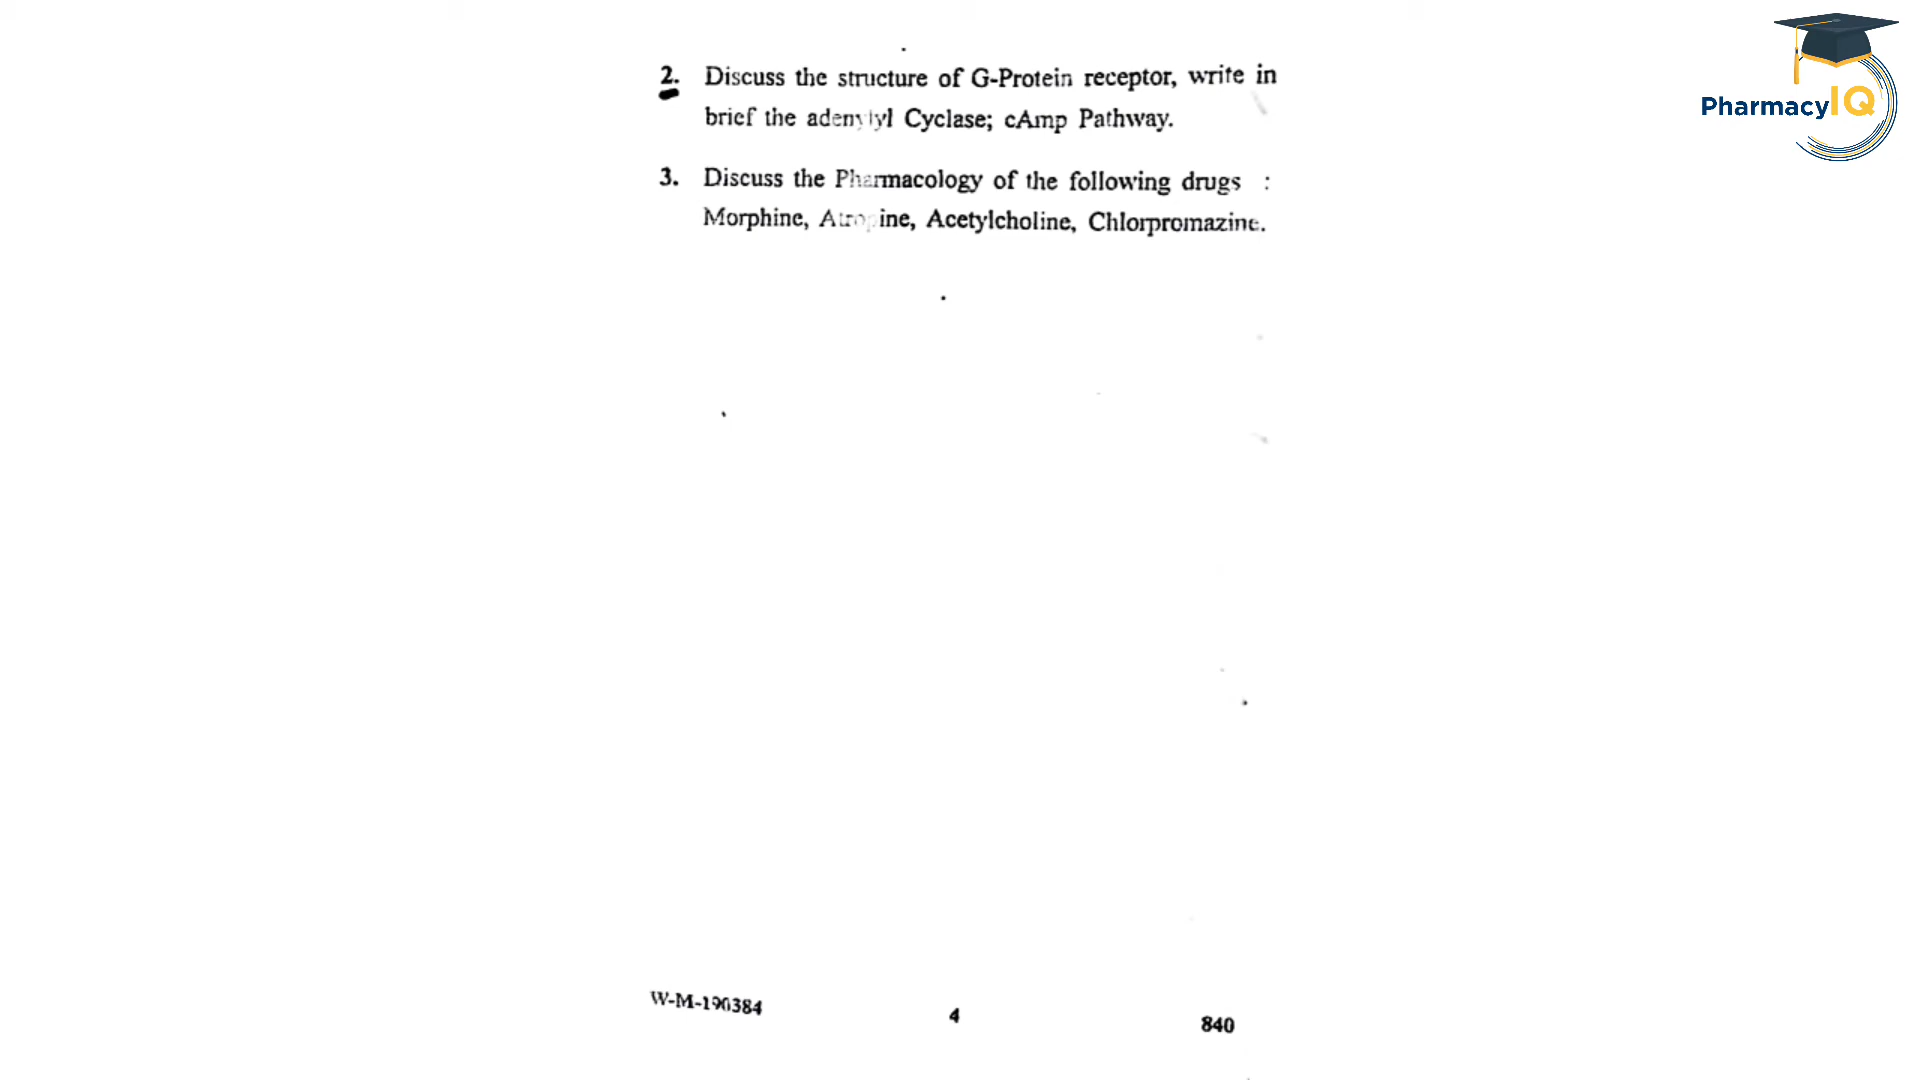 PharmacyIQ
2. Discuss the structure of G-Protein receptor, write in
brief the adenylyl Cyclase; cAmp Pathway.
3. Discuss the Pharmacology of the following drugs :
Morphine, Atropine, Acetylcholine, Chlorpromazine.
W-M-190384 4 840